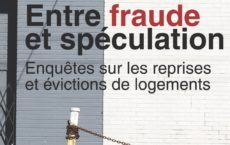 Entre fraude
et spéculation
Enquêtes sur les reprises
et évictions de logements